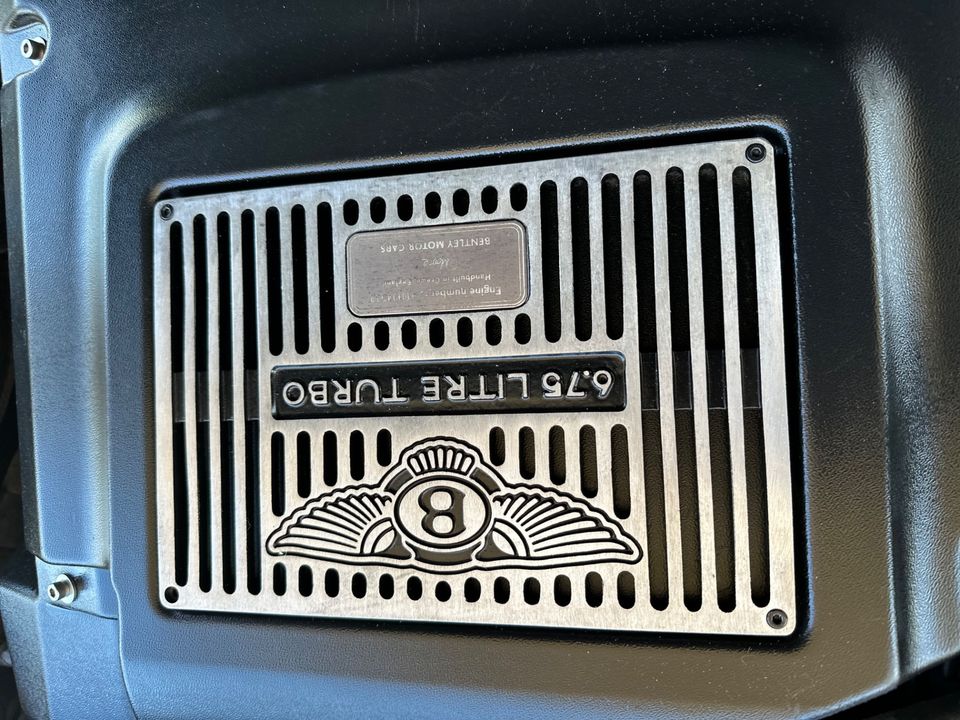 B
6.75 LITRE TURBO
Engine number
Handbuilt in Crewe, England
BENTLEY MOTOR CARS